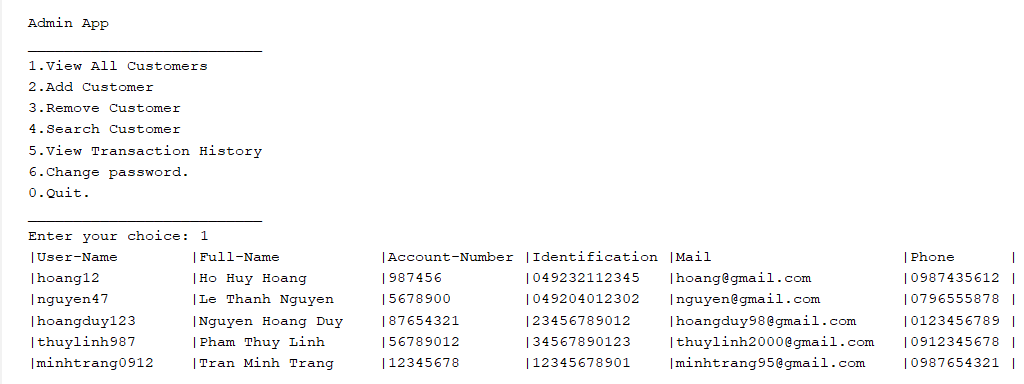 Admin App
__________________________
1.View All Customers
2.Add Customer
3.Remove Customer
4.Search Customer
5.View Transaction History
6.Change password.
0.Quit.
__________________________
Enter your choice: 1
|User-Name        |Full-Name           |Account-Number |Identification |Mail                     |Phone      |
|hoang12          |Ho Huy Hoang        |987456         |049232112345   |hoang@gmail.com          |0987435612 |
|nguyen47         |Le Thanh Nguyen     |5678900        |049204012302   |nguyen@gmail.com         |0796555878 |
|hoangduy123      |Nguyen Hoang Duy    |87654321       |23456789012    |hoangduy98@gmail.com     |0123456789 |
|thuylinh987      |Pham Thuy Linh      |56789012       |34567890123    |thuylinh2000@gmail.com   |0912345678 |
|minhtrang0912    |Tran Minh Trang     |12345678       |12345678901    |minhtrang95@gmail.com    |0987654321 |